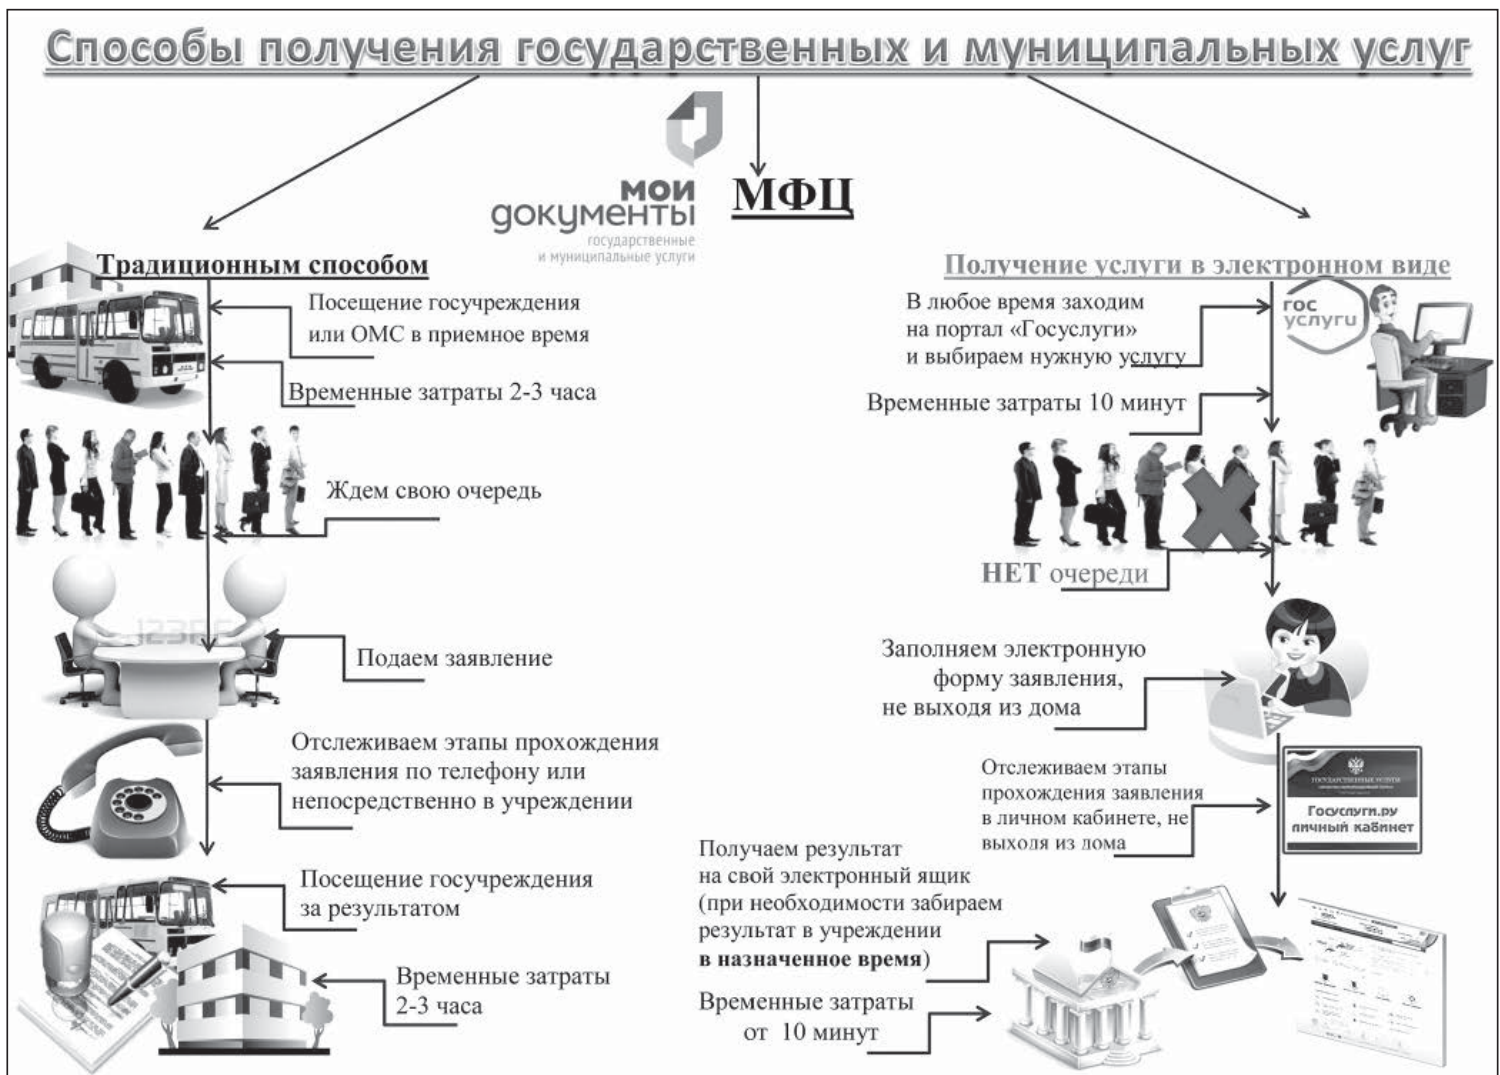 Способы получения государственных и муниципальных услуг
мои
документы
государственные
и муниципальные услуги
МФЦ
Традиционным способом
Посещение госучреждения
или ОМС в приемное время
Временные затраты 2-3 часа
Ждем свою очередь
Подаем заявление
Отслеживаем этапы прохождения
заявления по телефону или
непосредственно в учреждении
Посещение госучреждения
за результатом
Временные затраты
2-3 часа
Получение услуги в электронном виде
В любое время заходим
на портал «Госуслуги»
и выбираем нужную услугу
гос
услуги
Временные затраты 10 минут
НЕТ очереди
Заполняем электронную
форму заявления,
не выходя из дома
Отслеживаем этапы
прохождения заявления
в личном кабинете, не
выходя из дома
ГОСУДАРСТВЕННЫЕ УСЛУГИ
Госуслуги.ру
личный кабинет
Получаем результат
на свой электронный ящик
(при необходимости забираем
результат в учреждении
в назначенное время)
Временные затраты
от 10 минут